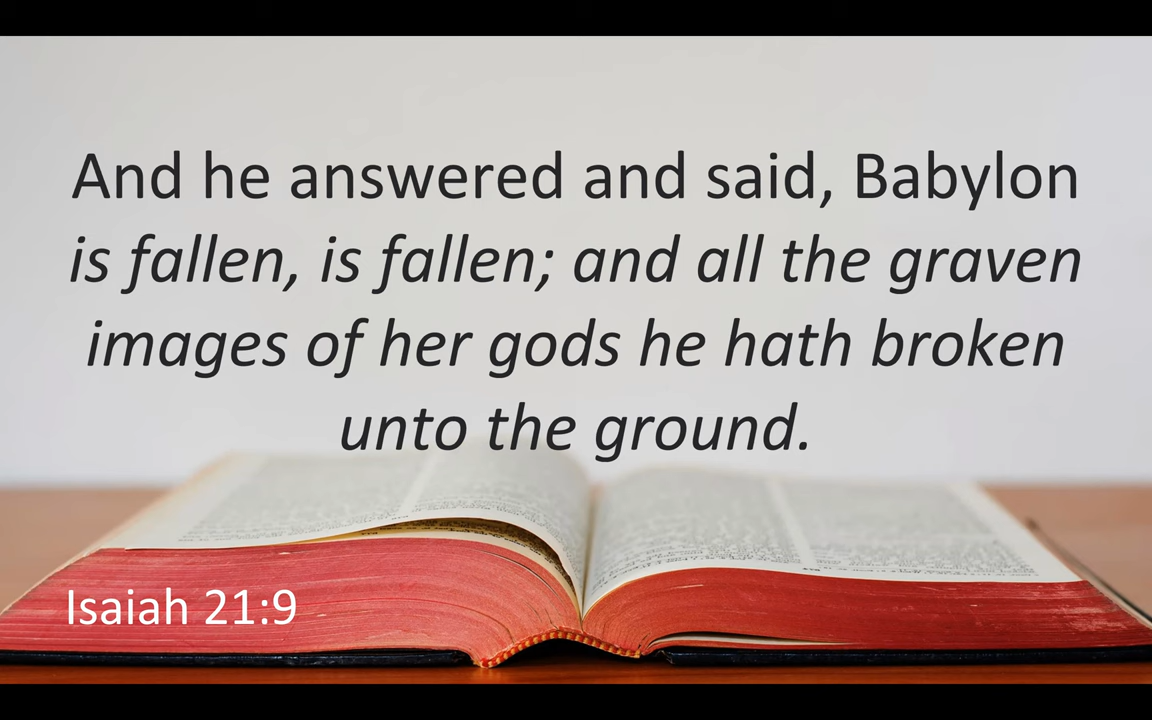 And he answered and said, Babylon
is fallen, is fallen; and all the graven
images of her gods he hath broken
unto the ground.
Isaiah 21:9